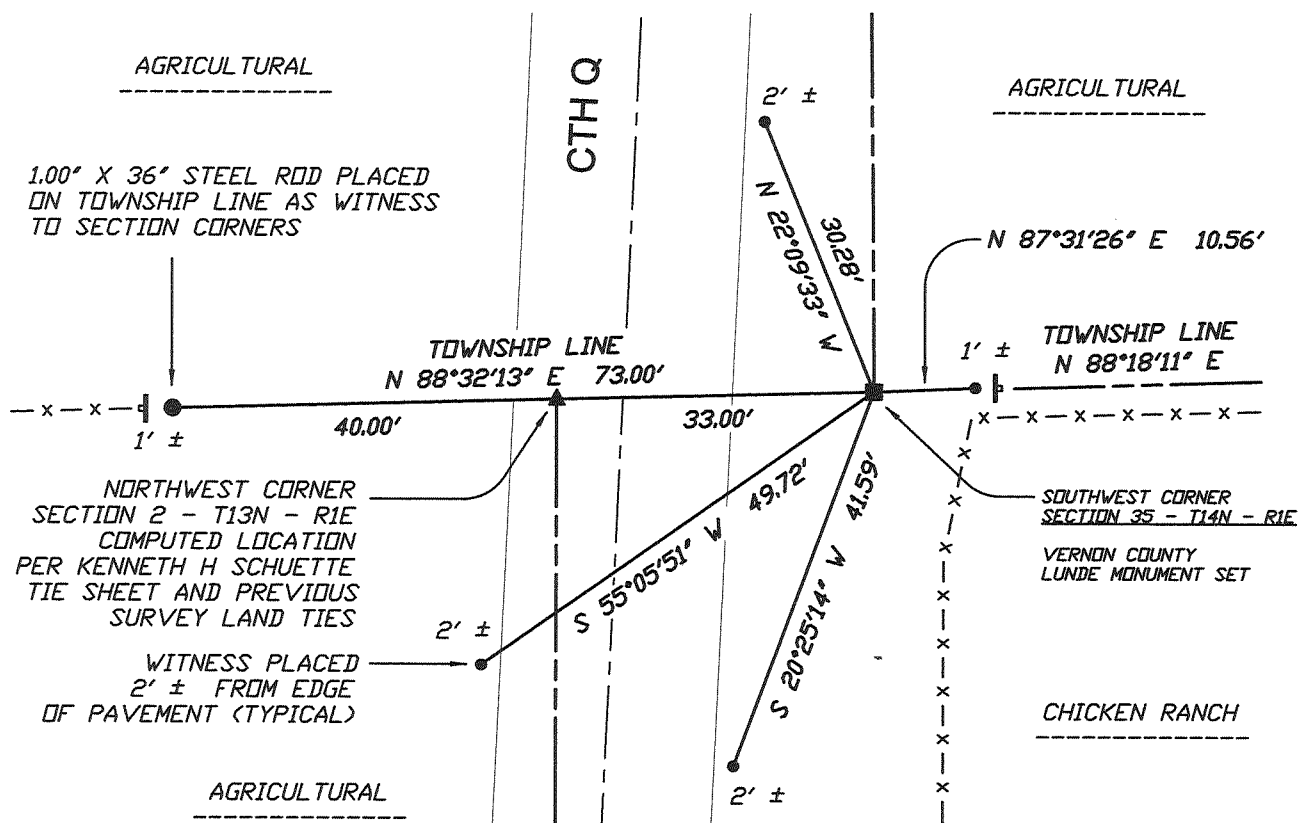 AGRICULTURAL
CTH Q
2' ±
AGRICULTURAL
1.00" X 36" STEEL ROD PLACED
ON TOWNSHIP LINE AS WITNESS
TO SECTION CORNERS
N 22°09'33" W
30.28'
N 87°31'26" E 10.56'
TOWNSHIP LINE
N 88°32'13" E 73.00'
1' ±
TOWNSHIP LINE
N 88°18'11" E
1' ±
40.00'
33.00'
NORTHWEST CORNER
SECTION 2 - T13N - R1E
COMPUTED LOCATION
PER KENNETH H SCHUETTE
TIE SHEET AND PREVIOUS
SURVEY LAND TIES
S 55°05'51" W 49.72'
S 20°25'14" W 41.59'
SOUTHWEST CORNER
SECTION 35 - T14N - R1E
VERNON COUNTY
LUNDE MONUMENT SET
2' ±
WITNESS PLACED
2' ± FROM EDGE
OF PAVEMENT (TYPICAL)
CHICKEN RANCH
2' ±
AGRICULTURAL